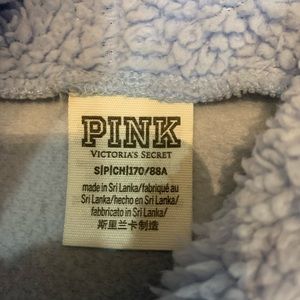 PINK
VICTORIA'S SECRET
S|P|CH|170/88A
made in Sri Lanka/fabriqué au
Sri Lanka/hecho en Sri Lanka/
fabbricato in Sri Lanka/
斯里兰卡制造